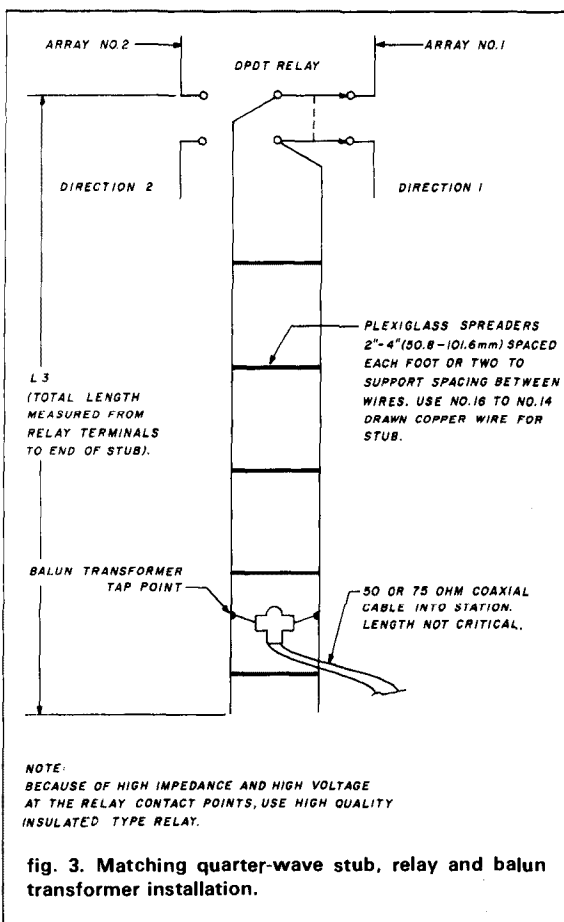 ARRAY NO.2
ARRAY NO.1
DPDT RELAY
DIRECTION 2
DIRECTION 1
PLEXIGLASS SPREADERS
2"-4"(50.8-101.6mm) SPACED
EACH FOOT OR TWO TO
SUPPORT SPACING BETWEEN
WIRES. USE NO.16 TO NO.14
DRAWN COPPER WIRE FOR
STUB.
L3
(TOTAL LENGTH
MEASURED FROM
RELAY TERMINALS
TO END OF STUB).
BALUN TRANSFORMER
TAP POINT
50 OR 75 OHM COAXIAL
CABLE INTO STATION.
LENGTH NOT CRITICAL.
NOTE:
BECAUSE OF HIGH IMPEDANCE AND HIGH VOLTAGE
AT THE RELAY CONTACT POINTS, USE HIGH QUALITY
INSULATED TYPE RELAY.
fig. 3. Matching quarter-wave stub, relay and balun
transformer installation.